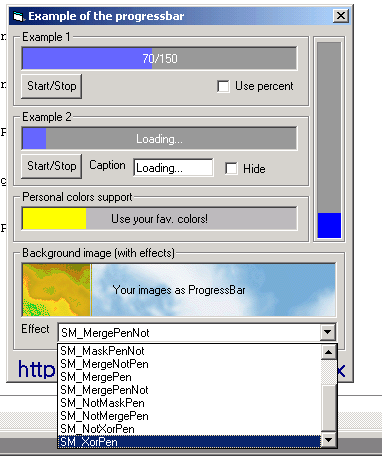 Example of the progressbar
Example 1
70/150
Start/Stop
Use percent
Example 2
Loading...
Start/Stop
Caption
Loading...
Hide
Personal colors support
Use your fav. colors!
Background image (with effects)
Your images as ProgressBar
Effect
SM_MergePenNot
SM_MaskPenNot
SM_MergeNotPen
SM_MergePen
SM_MergePenNot
SM_NotMaskPen
SM_NotMergePen
SM_NotXorPen
SM_XorPen